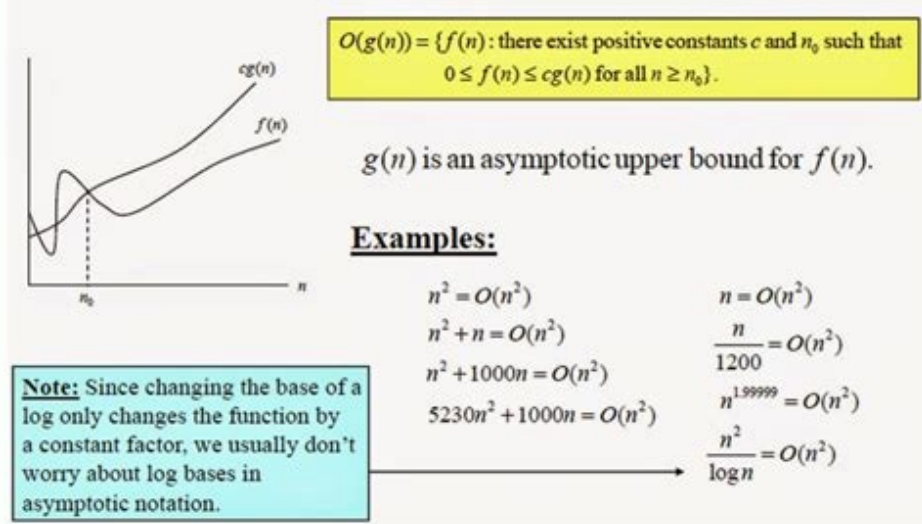 O(g(n)) = {f(n): there exist positive constants c and n₀ such that
0 ≤ f(n) ≤ cg(n) for all n ≥ n₀}.
cg(n)
f(n)
n
n₀
g(n) is an asymptotic upper bound for f(n).
Examples:
n² = O(n²)
n² + n = O(n²)
n² + 1000n = O(n²)
5230n² + 1000n = O(n²)
n = O(n²)
n/1200 = O(n²)
n^1.99999 = O(n²)
n²/log n = O(n²)
Note: Since changing the base of a
log only changes the function by
a constant factor, we usually don't
worry about log bases in
asymptotic notation.